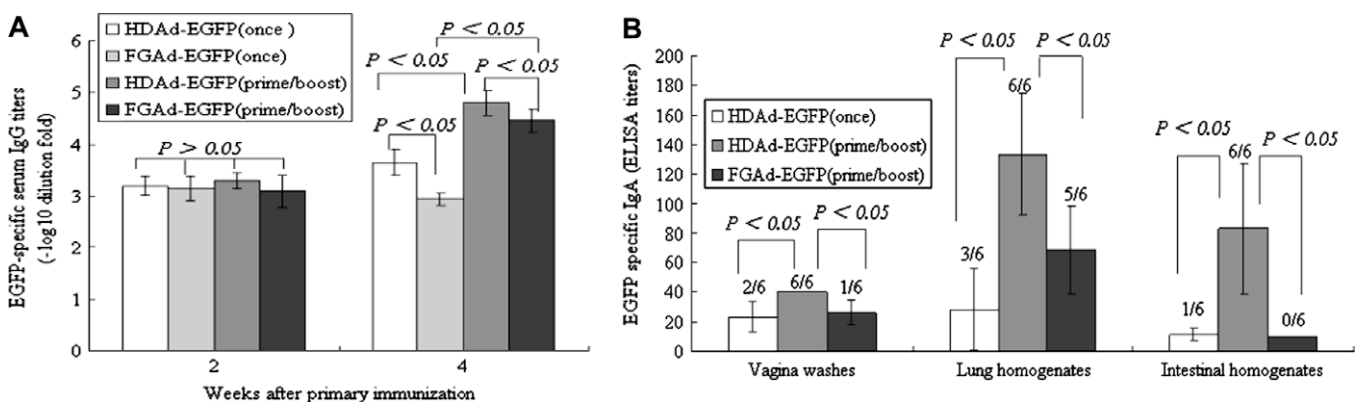 A
HDAd-EGFP(once )
FGAd-EGFP(once)
HDAd-EGFP(prime/boost)
FGAd-EGFP(prime/boost)
P < 0.05
P < 0.05
P < 0.05
P < 0.05
P > 0.05
6
5
4
3
2
1
0
EGFP-specific serum IgG titers
(-log10 dilution fold)
2
4
Weeks after primary immunization
B
HDAd-EGFP(once)
HDAd-EGFP(prime/boost)
FGAd-EGFP(prime/boost)
P < 0.05
P < 0.05
P < 0.05
P < 0.05
P < 0.05
P < 0.05
200
180
160
140
120
100
80
60
40
20
0
EGFP specific IgA (ELISA titers)
2/6
6/6
1/6
3/6
6/6
5/6
1/6
6/6
0/6
Vagina washes
Lung homogenates
Intestinal homogenates